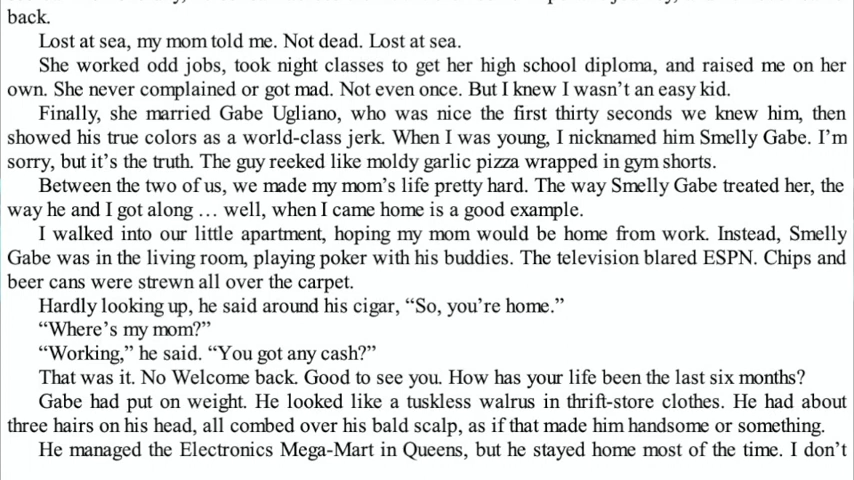 back.
Lost at sea, my mom told me. Not dead. Lost at sea.
She worked odd jobs, took night classes to get her high school diploma, and raised me on her
own. She never complained or got mad. Not even once. But I knew I wasn’t an easy kid.
Finally, she married Gabe Ugliano, who was nice the first thirty seconds we knew him, then
showed his true colors as a world-class jerk. When I was young, I nicknamed him Smelly Gabe. I’m
sorry, but it’s the truth. The guy reeked like moldy garlic pizza wrapped in gym shorts.
Between the two of us, we made my mom’s life pretty hard. The way Smelly Gabe treated her, the
way he and I got along … well, when I came home is a good example.
I walked into our little apartment, hoping my mom would be home from work. Instead, Smelly
Gabe was in the living room, playing poker with his buddies. The television blared ESPN. Chips and
beer cans were strewn all over the carpet.
Hardly looking up, he said around his cigar, “So, you’re home.”
“Where’s my mom?”
“Working,” he said. “You got any cash?”
That was it. No Welcome back. Good to see you. How has your life been the last six months?
Gabe had put on weight. He looked like a tuskless walrus in thrift-store clothes. He had about
three hairs on his head, all combed over his bald scalp, as if that made him handsome or something.
He managed the Electronics Mega-Mart in Queens, but he stayed home most of the time. I don’t